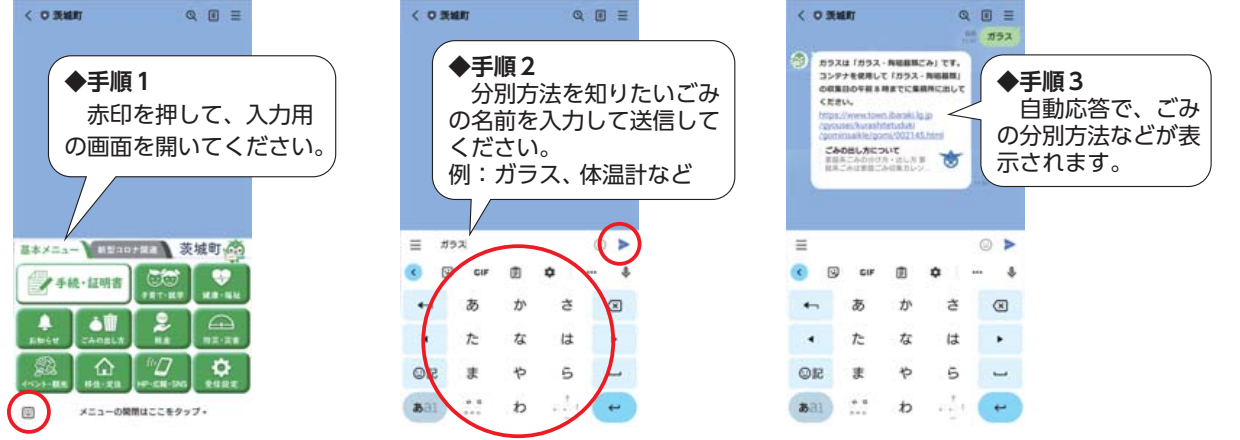 茨城町
◆手順1
赤印を押して、入力用
の画面を開いてください。
基本メニュー
新型コロナ関連
茨城町
手続・証明書
子育て・就学
健康・福祉
お知らせ
ごみの出し方
税金
防災・災害
イベント・観光
移住・定住
HP・広報・SNS
受信設定
メニューの開閉はここをタップ
茨城町
◆手順2
分別方法を知りたいごみ
の名前を入力して送信して
ください。
例：ガラス、体温計など
ガラス
GIF
あ か さ
た な は
記 ま や ら
あa1 わ
茨城町
ガラス
ガラスは「ガラス・陶磁器類ごみ」です。
コンテナを使用して「ガラス・陶磁器類」
の収集日の午前8時までに集積所に出して
ください。
https://www.town.ibaraki.lg.jp
/gyousei/kurashitetuduki
/gomirisaikle/gomi/002145.html
ごみの出し方について
◆手順3
自動応答で、ごみ
の分別方法などが表
示されます。
GIF
あ か さ
た な は
記 ま や ら
あa1 わ